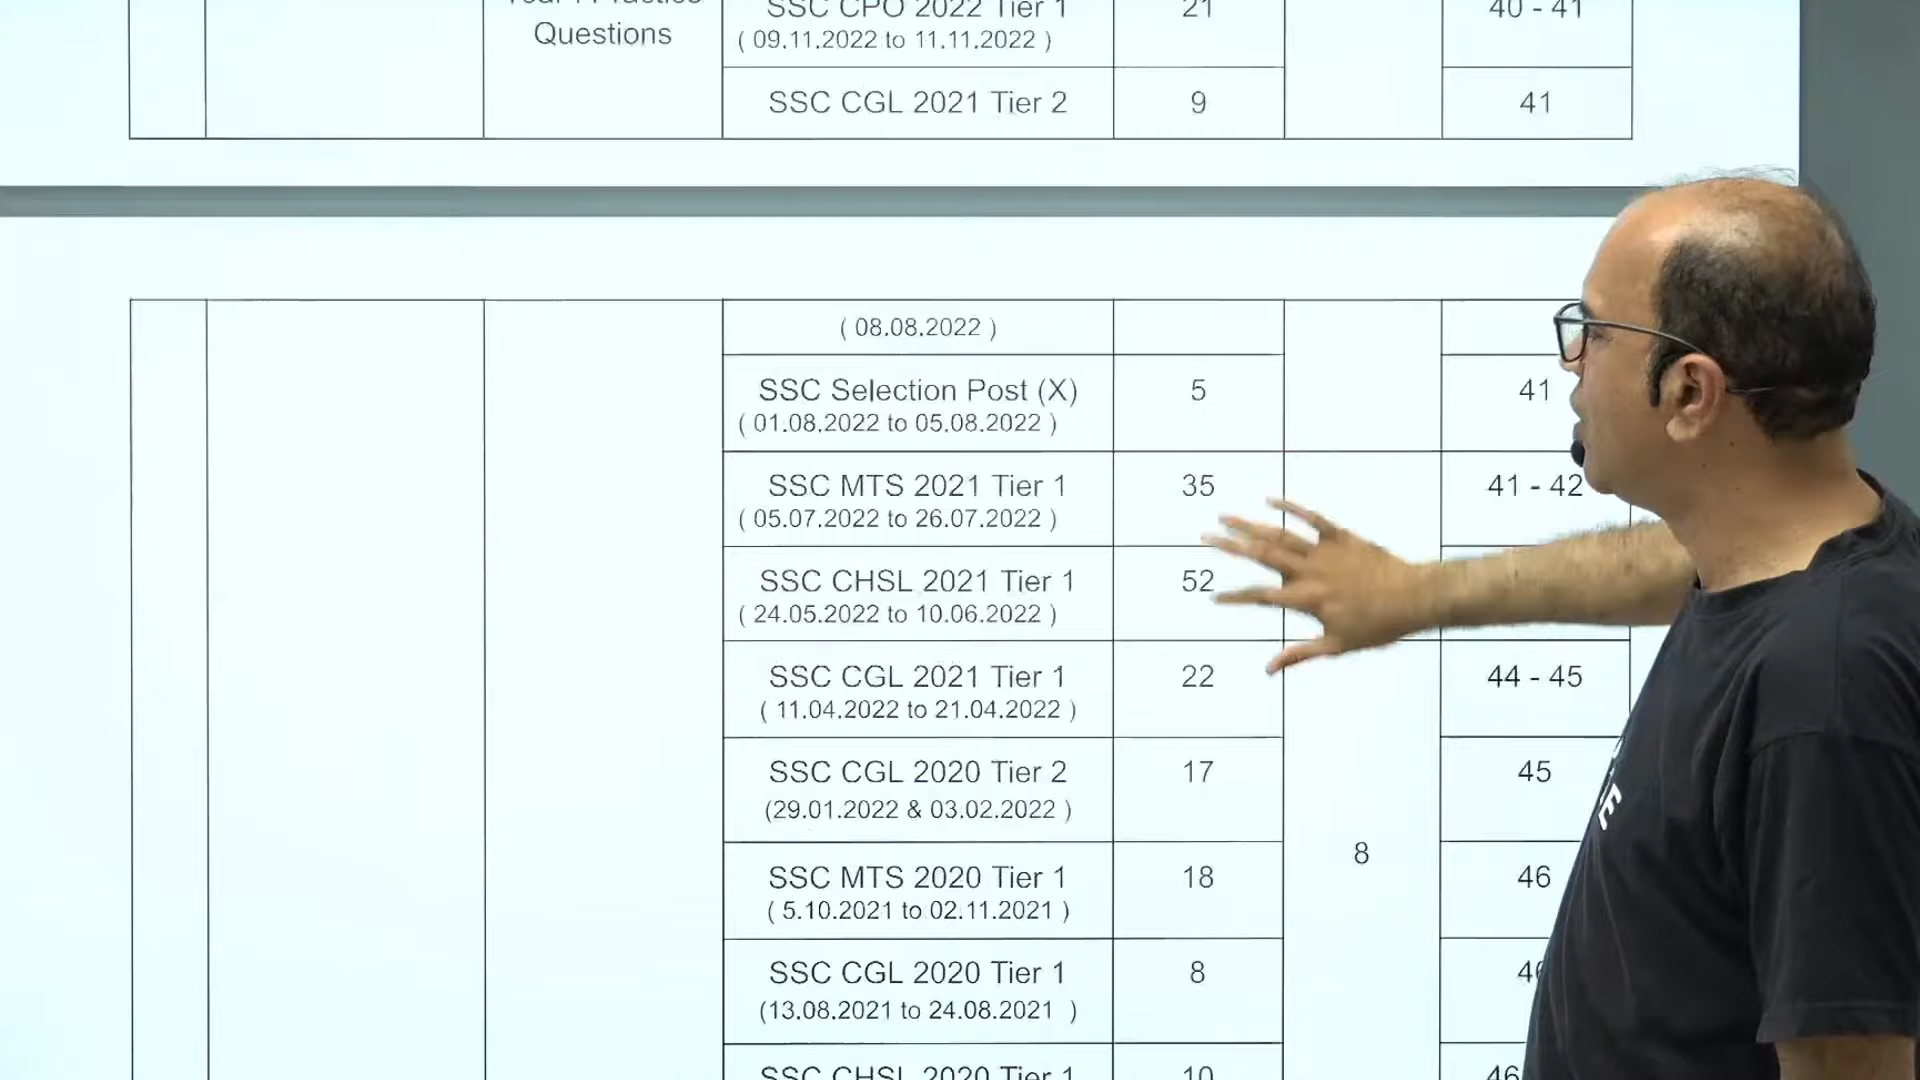 Questions
SSC CPO 2022 Tier 1
21
40 - 41
( 09.11.2022 to 11.11.2022 )
SSC CGL 2021 Tier 2
9
41
( 08.08.2022 )
SSC Selection Post (X)
5
41
( 01.08.2022 to 05.08.2022 )
SSC MTS 2021 Tier 1
35
41 - 42
( 05.07.2022 to 26.07.2022 )
SSC CHSL 2021 Tier 1
52
( 24.05.2022 to 10.06.2022 )
SSC CGL 2021 Tier 1
22
44 - 45
( 11.04.2022 to 21.04.2022 )
SSC CGL 2020 Tier 2
17
45
(29.01.2022 & 03.02.2022 )
8
SSC MTS 2020 Tier 1
18
46
( 5.10.2021 to 02.11.2021 )
SSC CGL 2020 Tier 1
8
(13.08.2021 to 24.08.2021 )
SSC CHSL 2020 Tier 1
10
46